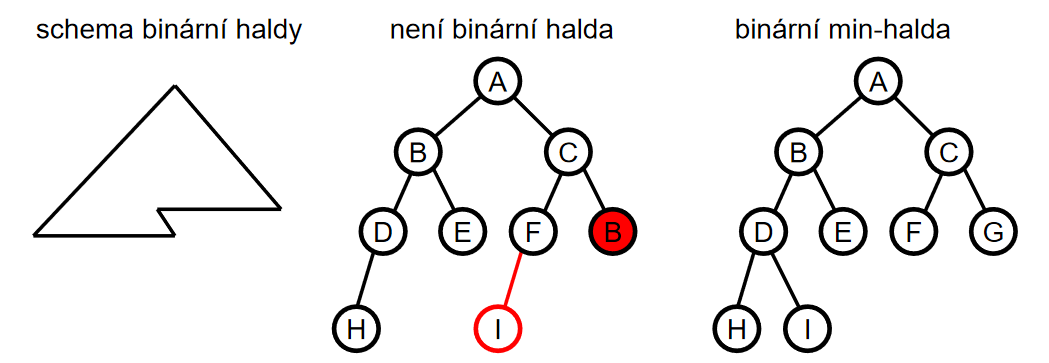 schema binární haldy
není binární halda
binární min-halda
A
B C
D E F B
H I
A
B C
D E F G
H I